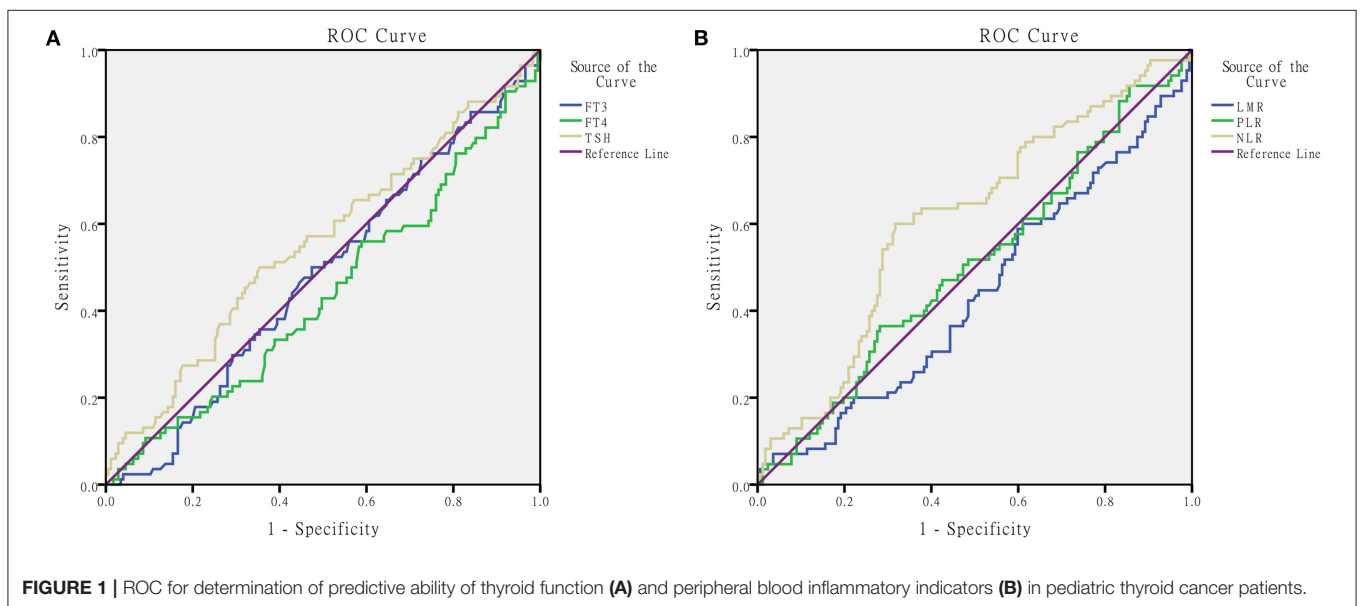 A
ROC Curve
Sensitivity
1.0
0.8
0.6
0.4
0.2
0.0
0.0 0.2 0.4 0.6 0.8 1.0
1 - Specificity
Source of the
Curve
FT3
FT4
TSH
Reference Line
B
ROC Curve
Sensitivity
1.0
0.8
0.6
0.4
0.2
0.0
0.0 0.2 0.4 0.6 0.8 1.0
1 - Specificity
Source of the
Curve
LMR
PLR
NLR
Reference Line
FIGURE 1 | ROC for determination of predictive ability of thyroid function (A) and peripheral blood inflammatory indicators (B) in pediatric thyroid cancer patients.